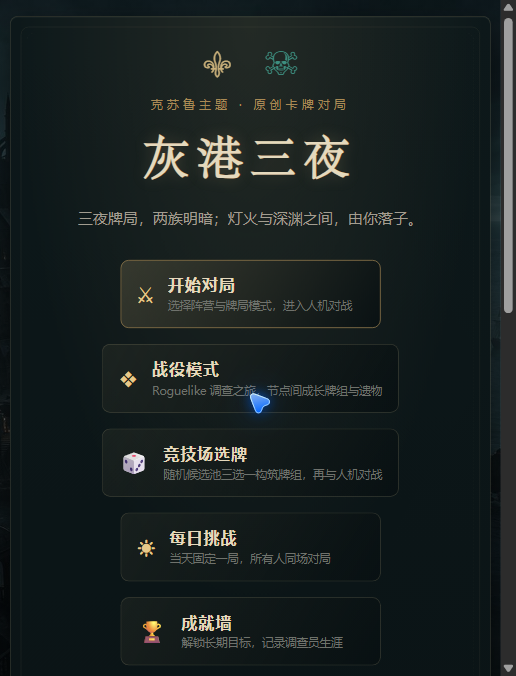 克苏鲁主题 · 原创卡牌对局
灰港三夜
三夜牌局，两族明暗；灯火与深渊之间，由你落子。
开始对局
选择阵营与牌局模式，进入人机对战
战役模式
Roguelike 调查之旅，节点间成长牌组与遗物
竞技场选牌
随机候选池三选一构筑牌组，再与人机对战
每日挑战
当天固定一局，所有人同场对局
成就墙
解锁长期目标，记录调查员生涯